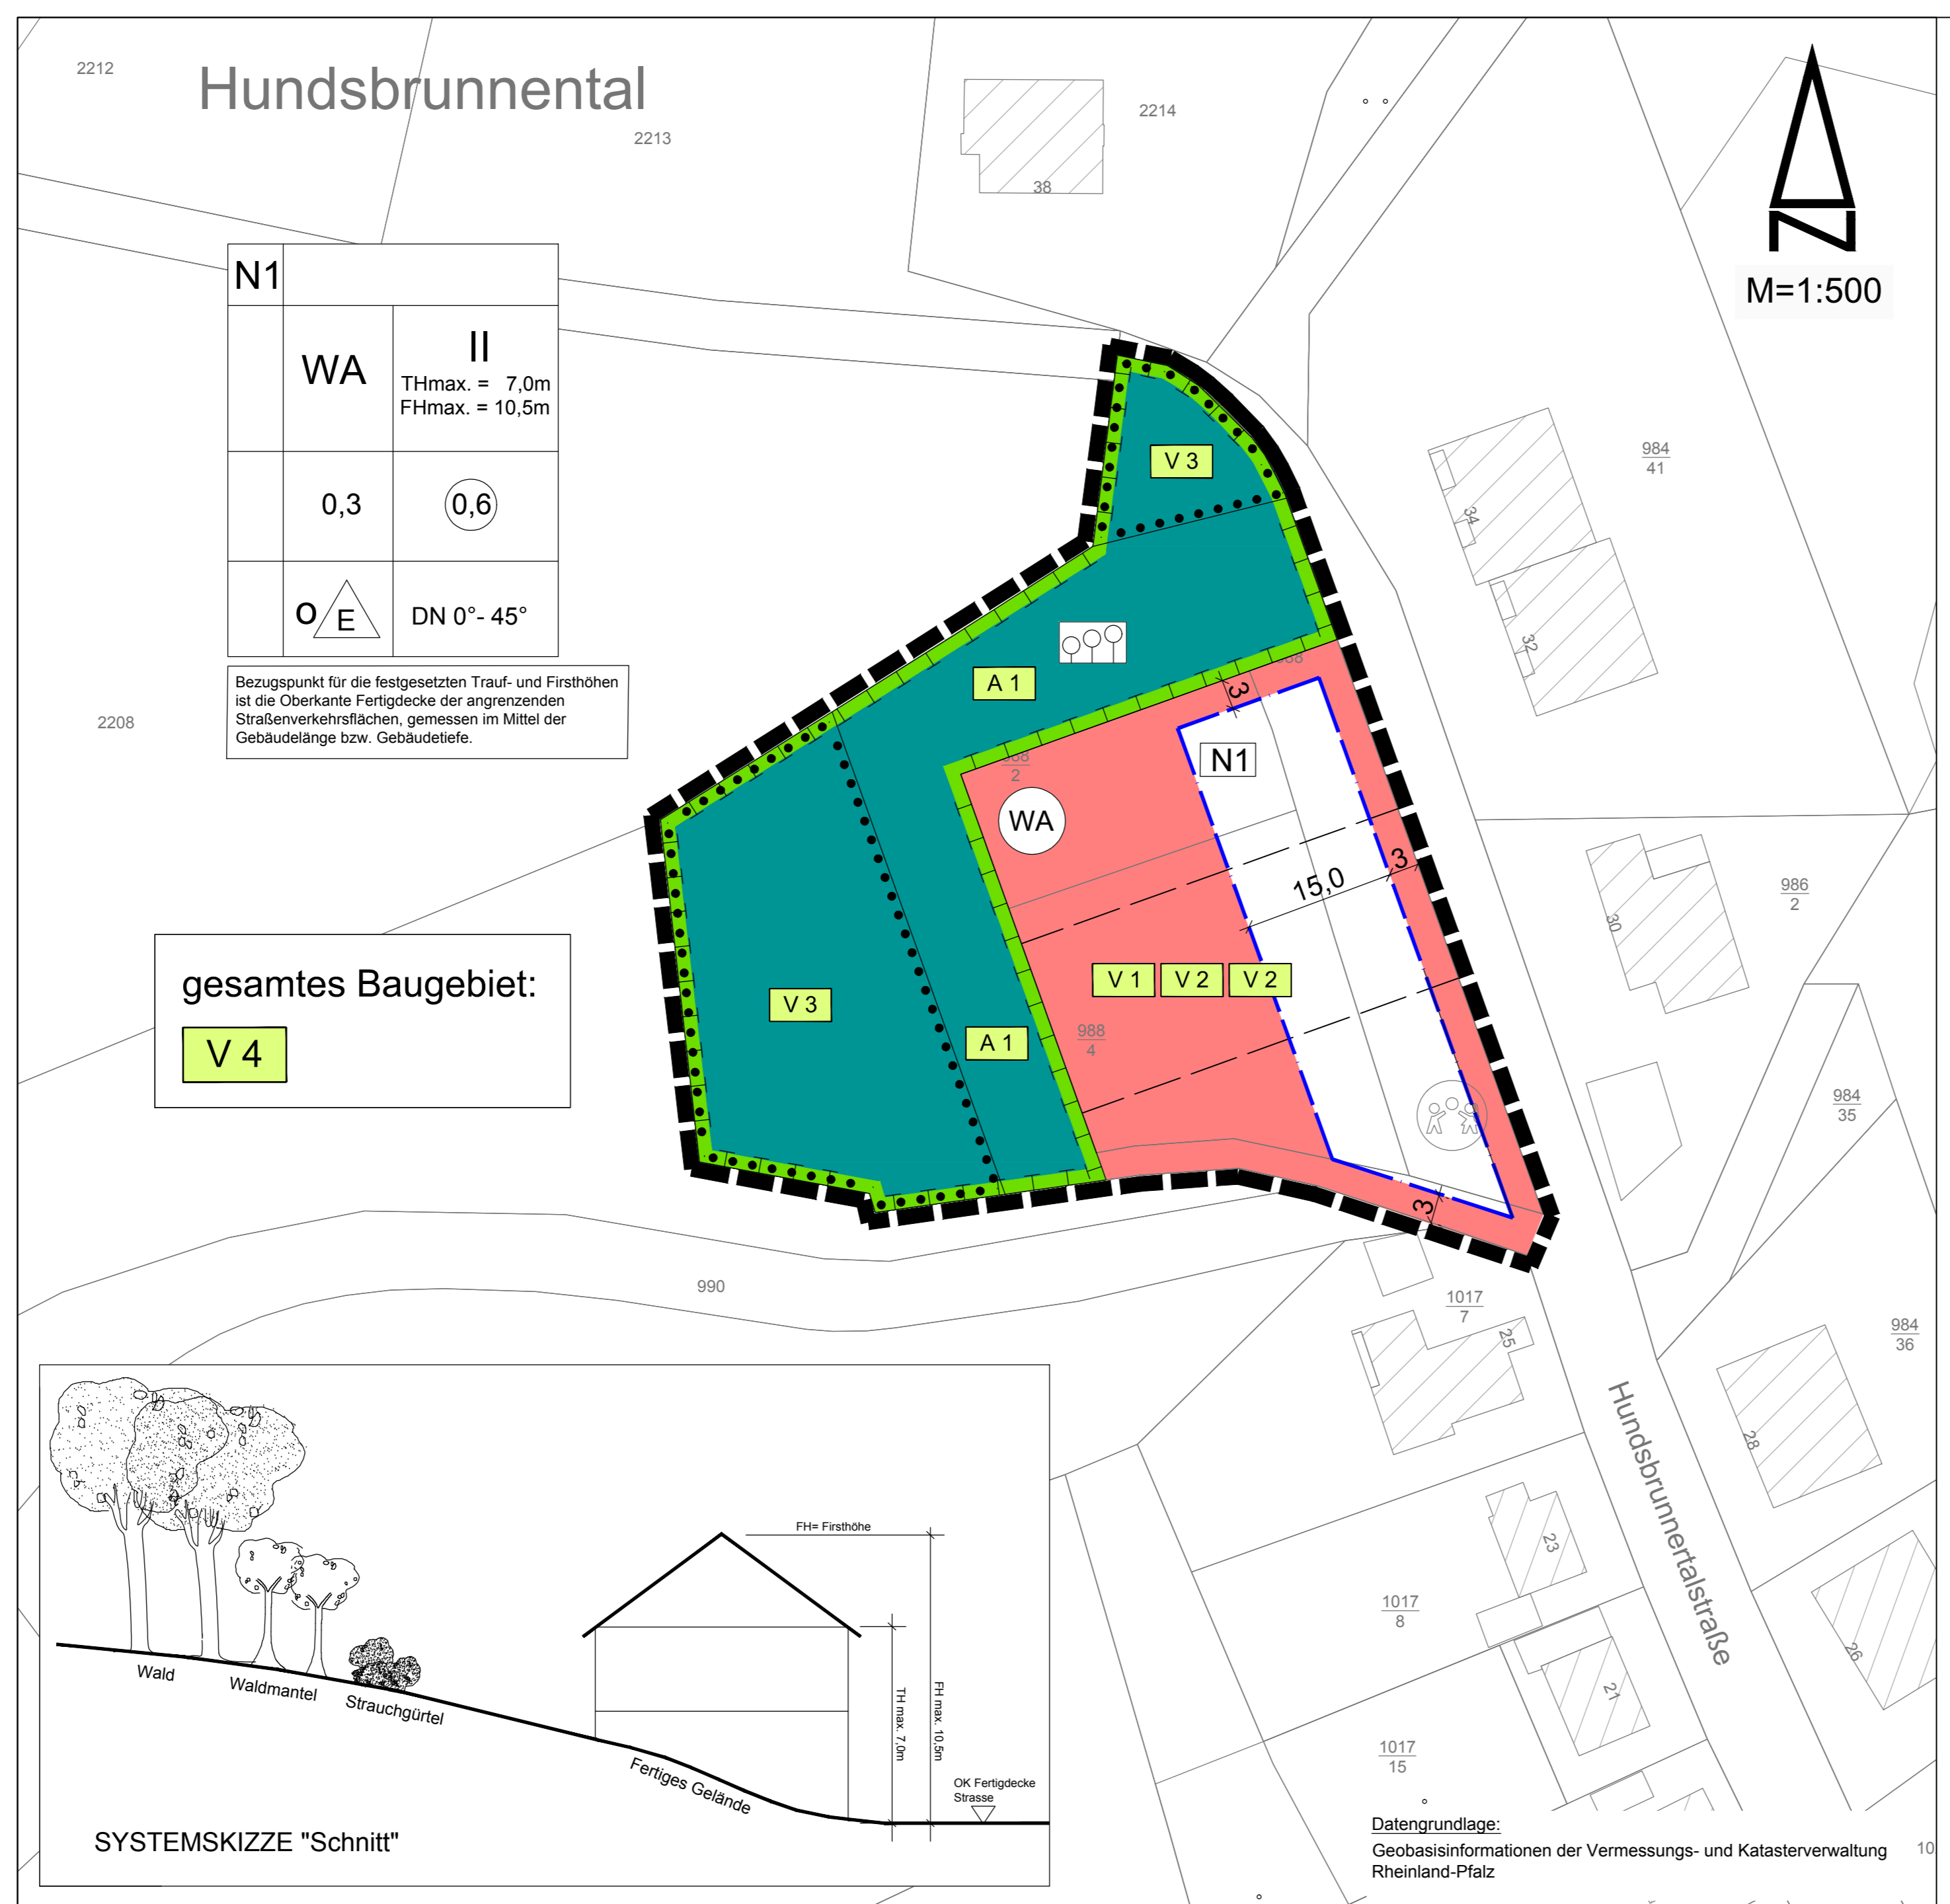 2212
Hundsbrunnental
2213
2214
38
M=1:500
N1
WA
II
THmax. = 7,0m
FHmax. = 10,5m
0,3
0,6
O
E
DN 0°- 45°
Bezugspunkt für die festgesetzten Trauf- und Firsthöhen
ist die Oberkante Fertigdecke der angrenzenden
Straßenverkehrsflächen, gemessen im Mittel der
Gebäudelänge bzw. Gebäudetiefe.
2208
V 3
984
41
34
32
A 1
3
N1
2
WA
3
15,0
986
2
30
gesamtes Baugebiet:
V 4
V 3
V 1
V 2
V 2
A 1
988
4
984
35
3
990
1017
7
25
984
36
28
Hundsbrunnertalstraße
23
1017
8
26
21
1017
15
FH= Firsthöhe
Wald
Waldmantel
Strauchgürtel
TH max. 7,0m
FH max. 10,5m
Fertiges Gelände
OK Fertigdecke
Strasse
SYSTEMSKIZZE "Schnitt"
Datengrundlage:
Geobasisinformationen der Vermessungs- und Katasterverwaltung
Rheinland-Pfalz